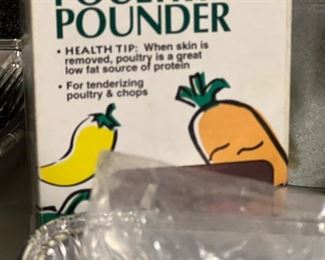 POULTRY
POUNDER
• HEALTH TIP: When skin is
removed, poultry is a great
low fat source of protein
• For tenderizing
poultry & chops